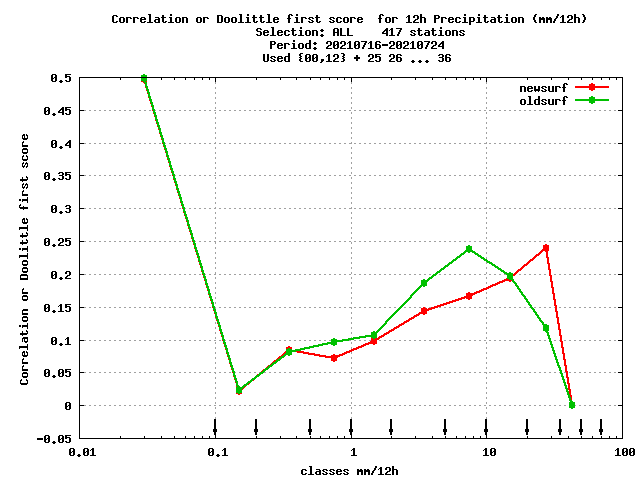 Correlation or Doolittle first score  for 12h Precipitation (mm/12h)
Selection: ALL    417 stations
Period: 20210716-20210724
Used {00,12} + 25 26 ... 36
newsurf
oldsurf
Correlation or Doolittle first score
0.5
0.45
0.4
0.35
0.3
0.25
0.2
0.15
0.1
0.05
0
-0.05
0.01 0.1 1 10 100
classes mm/12h